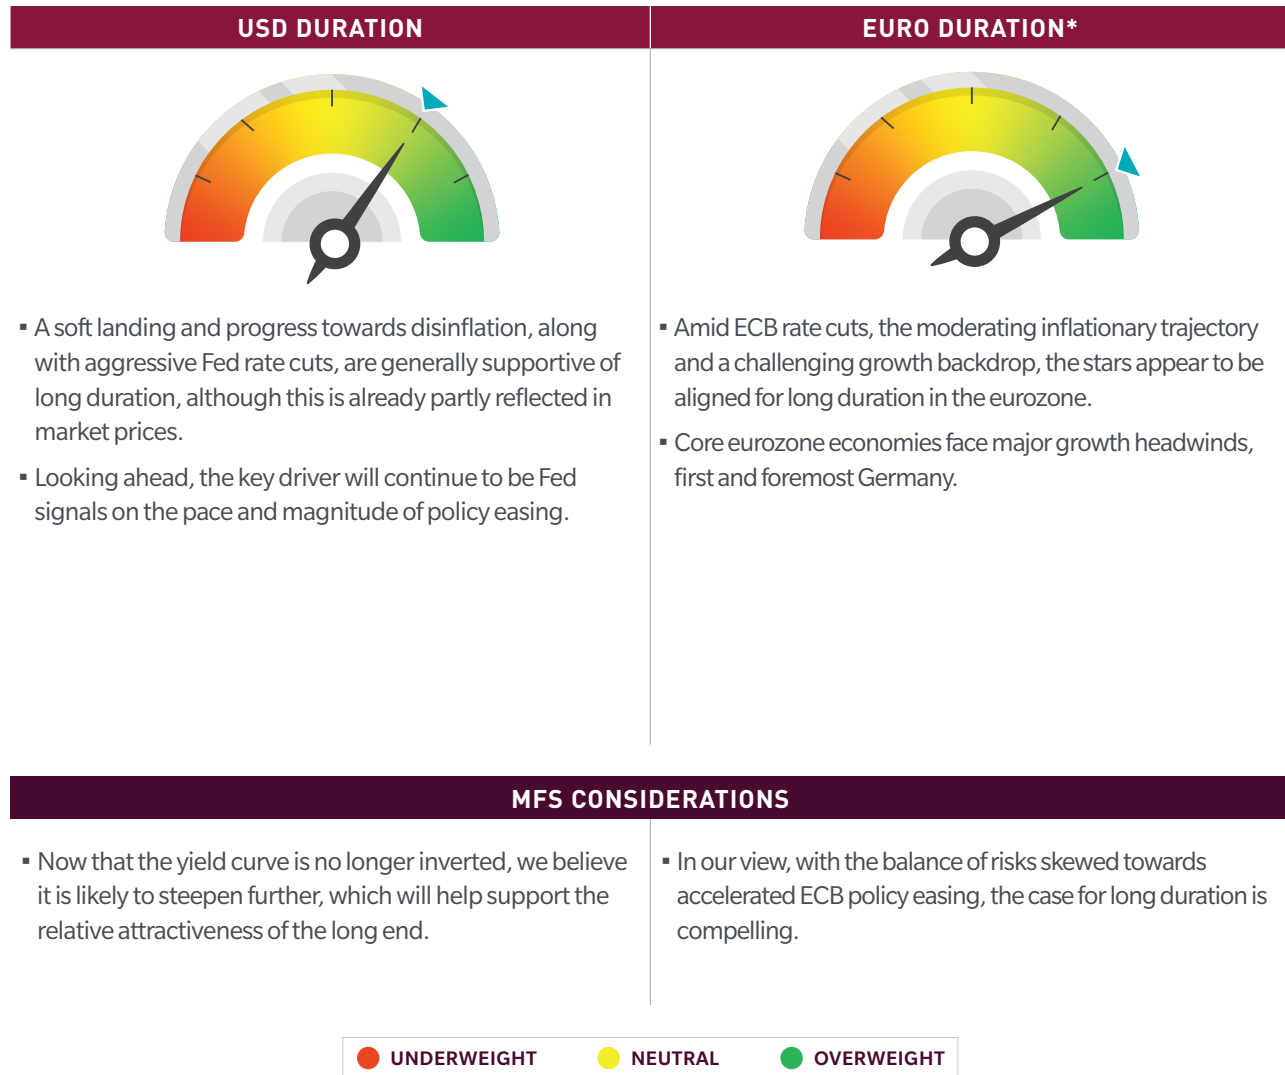 USD DURATION
▪ A soft landing and progress towards disinflation, along
with aggressive Fed rate cuts, are generally supportive of
long duration, although this is already partly reflected in
market prices.
▪ Looking ahead, the key driver will continue to be Fed
signals on the pace and magnitude of policy easing.
EURO DURATION*
▪ Amid ECB rate cuts, the moderating inflationary trajectory
and a challenging growth backdrop, the stars appear to be
aligned for long duration in the eurozone.
▪ Core eurozone economies face major growth headwinds,
first and foremost Germany.
MFS CONSIDERATIONS
▪ Now that the yield curve is no longer inverted, we believe
it is likely to steepen further, which will help support the
relative attractiveness of the long end.
▪ In our view, with the balance of risks skewed towards
accelerated ECB policy easing, the case for long duration is
compelling.
UNDERWEIGHT NEUTRAL OVERWEIGHT